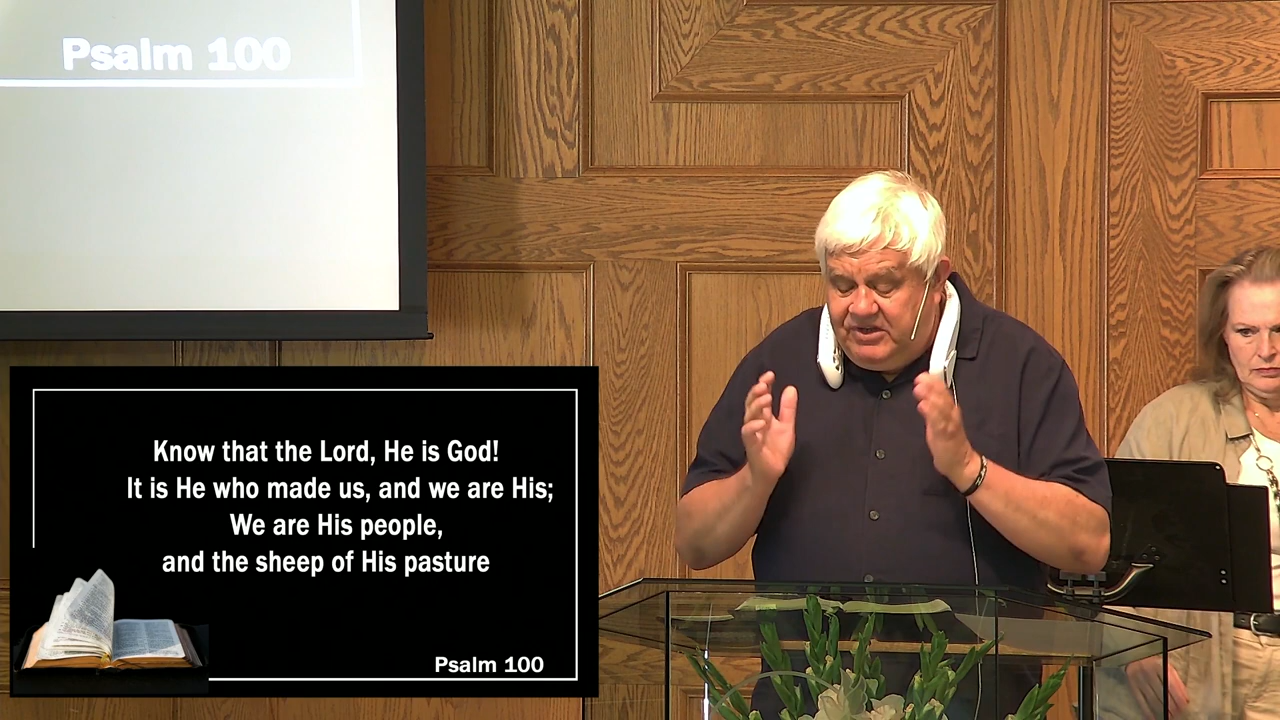 Psalm 100
Know that the Lord, He is God!
It is He who made us, and we are His;
We are His people,
and the sheep of His pasture
Psalm 100